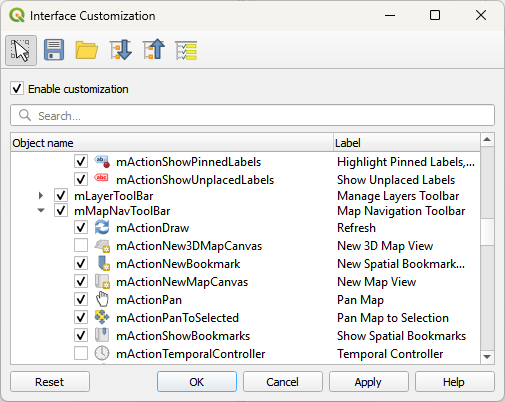 Interface Customization
Enable customization
Search...
Object name Label
mActionShowPinnedLabels Highlight Pinned Labels,...
abc mActionShowUnplacedLabels Show Unplaced Labels
mLayerToolBar Manage Layers Toolbar
mMapNavToolBar Map Navigation Toolbar
mActionDraw Refresh
mActionNew3DMapCanvas New 3D Map View
mActionNewBookmark New Spatial Bookmark...
mActionNewMapCanvas New Map View
mActionPan Pan Map
mActionPanToSelected Pan Map to Selection
mActionShowBookmarks Show Spatial Bookmarks
mActionTemporalController Temporal Controller
Reset OK Cancel Apply Help